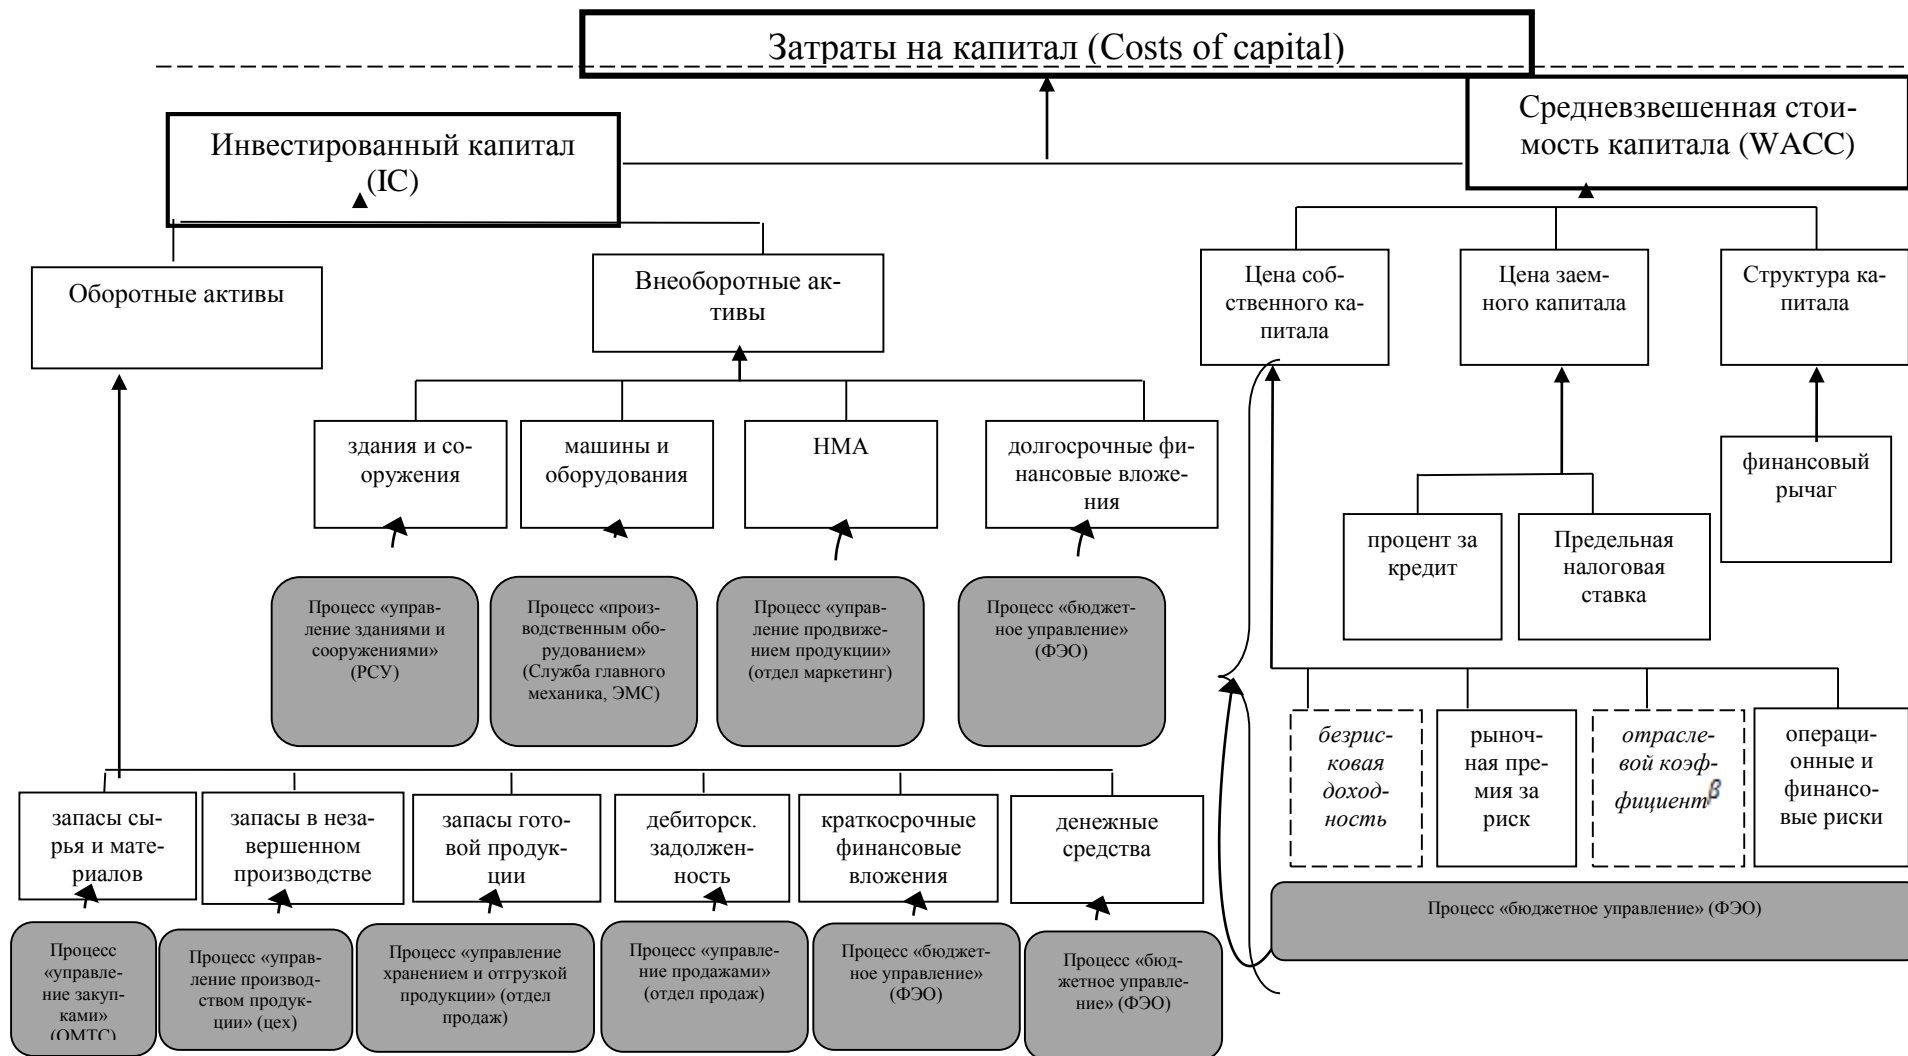 Затраты на капитал (Costs of capital)
Инвестированный капитал
(IC)
Средневзвешенная стои-
мость капитала (WACC)
Оборотные активы
Внеоборотные ак-
тивы
Цена соб-
ственного ка-
питала
Цена заем-
ного капитала
Структура ка-
питала
здания и со-
оружения
машины и
оборудования
НМА
долгосрочные фи-
нансовые вложе-
ния
финансовый
рычаг
процент за
кредит
Предельная
налоговая
ставка
Процесс «управ-
ление зданиями и
сооружениями»
(РСУ)
Процесс «произ-
водственным обо-
рудованием»
(Служба главного
механика, ЭМС)
Процесс «управ-
ление продвиже-
нием продукции»
(отдел маркетинг)
Процесс «бюджет-
ное управление»
(ФЭО)
безрис-
ковая
доход-
ность
рыноч-
ная пре-
мия за
риск
отрасле-
вой коэф-
фициент β
операци-
онные и
финансо-
вые риски
запасы сы-
рья и мате-
риалов
запасы в неза-
вершенном
производстве
запасы гото-
вой продук-
ции
дебиторск.
задолжен-
ность
краткосрочные
финансовые
вложения
денежные
средства
Процесс «бюджетное управление» (ФЭО)
Процесс
«управле-
ние закуп-
ками»
(ОМТС)
Процесс «управ-
ление производ-
ством продук-
ции» (цех)
Процесс «управление
хранением и отгрузкой
продукции» (отдел
продаж)
Процесс «управле-
ние продажами»
(отдел продаж)
Процесс «бюджет-
ное управление»
(ФЭО)
Процесс «бюд-
жетное управле-
ние» (ФЭО)